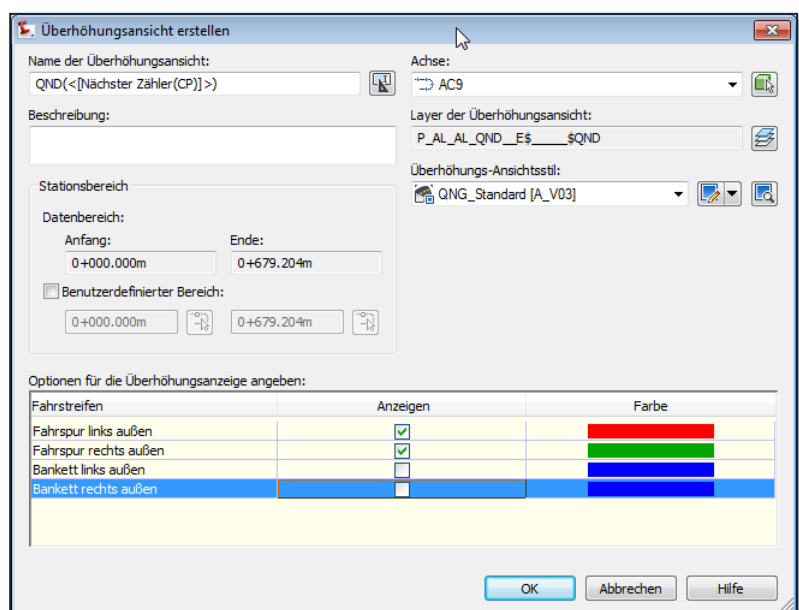 Überhöhungsansicht erstellen
Name der Überhöhungsansicht:
QND(<[Nächster Zähler(CP)]>)
Beschreibung:
Achse:
AC9
Layer der Überhöhungsansicht:
P_AL_AL_QND__E$_____$QND
Überhöhungs-Ansichtsstil:
QNG_Standard [A_V03]
Stationsbereich
Datenbereich:
Anfang: Ende:
0+000.000m 0+679.204m
Benutzerdefinierter Bereich:
0+000.000m 0+679.204m
Optionen für die Überhöhungsanzeige angeben:
Fahrstreifen Anzeigen Farbe
Fahrspur links außen
Fahrspur rechts außen
Bankett links außen
Bankett rechts außen
OK Abbrechen Hilfe